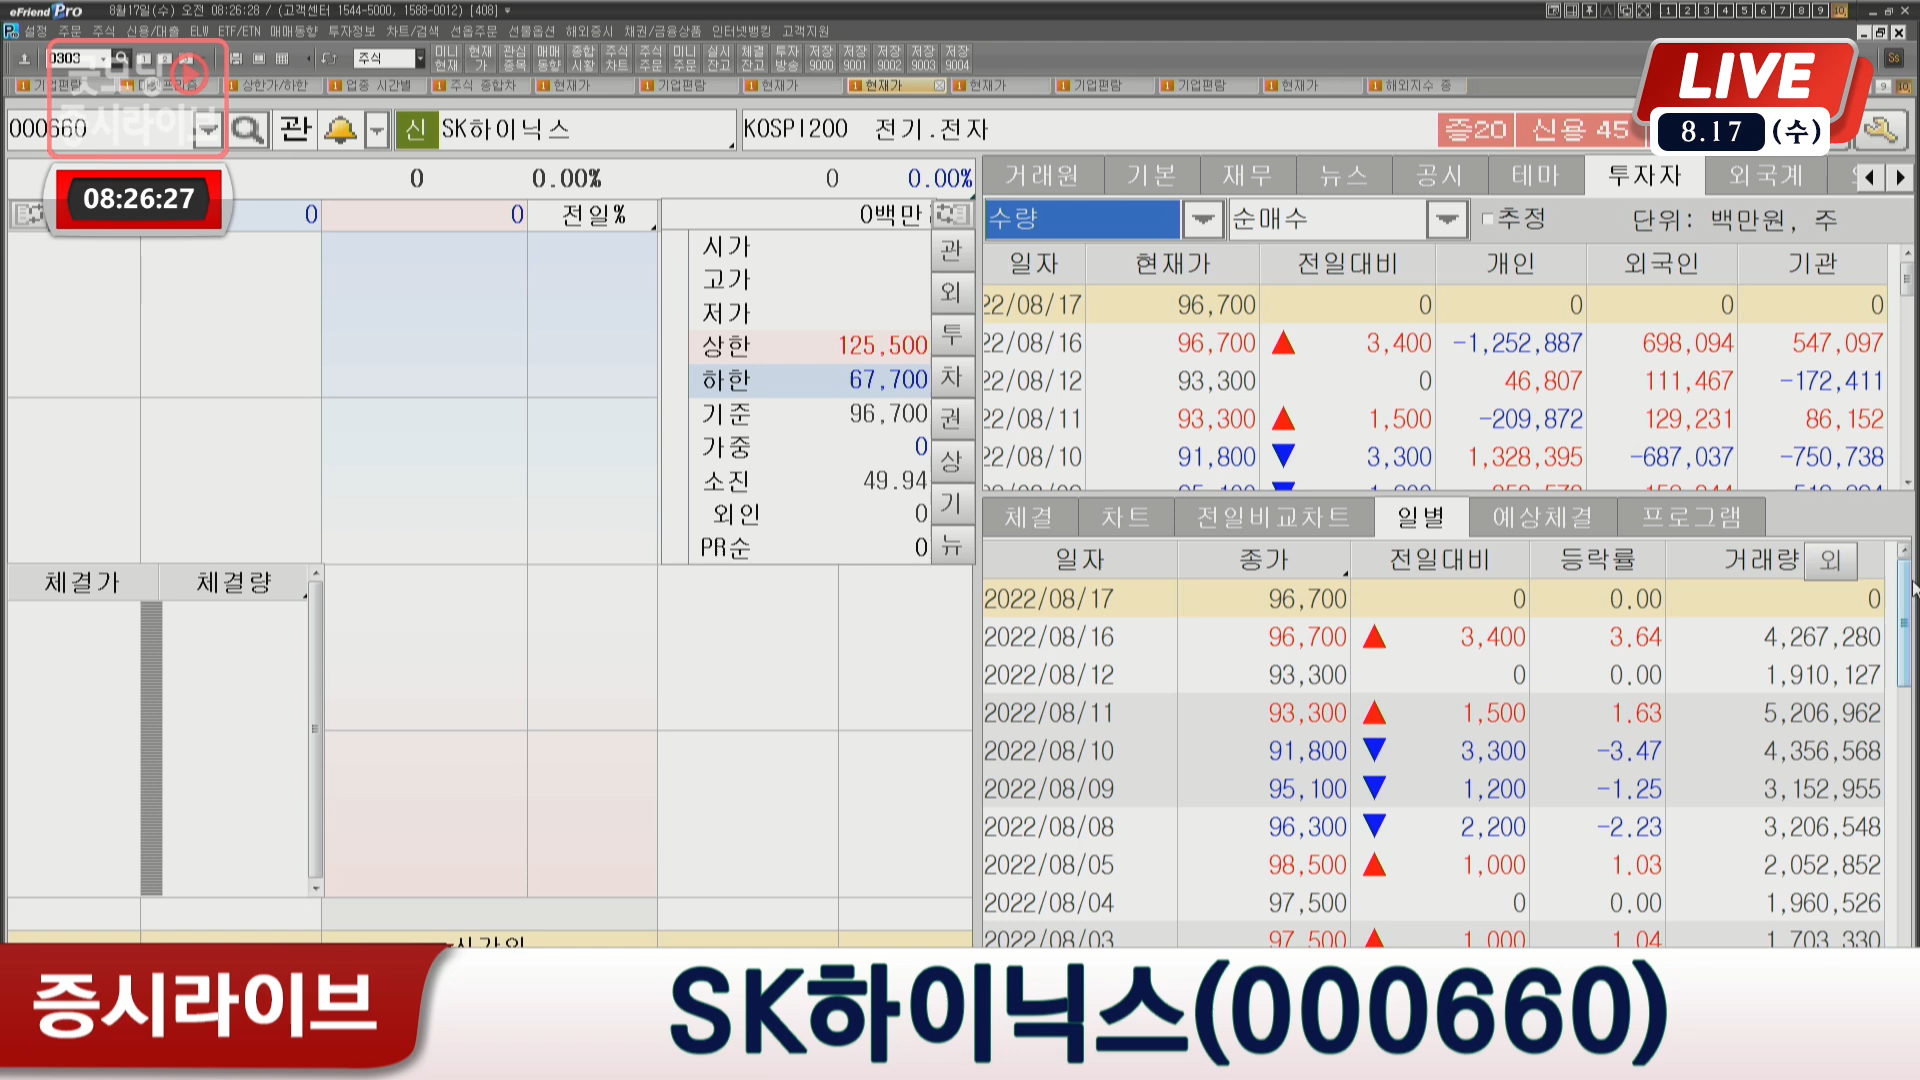 eFriend Pro 8월17일(수) 오전 08:26:28 / (고객센터 1544-5000, 1588-0012) [408]
1 2 3 4 5 6 7 8 9 10
설정 주문 주식 신용/대출 ELW ETF/ETN 매매동향 투자정보 차트/검색 선옵주문 선물옵션 해외증시 채권/금융상품 인터넷뱅킹 고객지원
0303 주식 미니현재 현재가 관심종목 매매동향 종합시황 주식차트 주식주문 미니주문 실시잔고 체결잔고 투자방송 저장9000 저장9001 저장9002 저장9003 저장9004
1 기업편람 1 상한가/하한 1 업종 시간별 1 주식 종합차 1 현재가 1 기업편람 1 현재가 1 현재가 1 현재가 1 기업편람 1 기업편람 1 현재가 1 해외지수 종
증시라이브
LIVE
8.17 (수)
000660 관 신 SK하이닉스 KOSPI200 전기.전자 증20 신용 45
08:26:27
0 0.00% 0 0.00%
0 0 전일% 0백만
시가
고가
저가
상한 125,500
하한 67,700
기준 96,700
가중 0
소진 49.94
외인 0
PR순 0
관
외
투
차
권
상
기
뉴
체결가 체결량
시간외
거래원 기본 재무 뉴스 공시 테마 투자자 외국계
수량 순매수 추정 단위: 백만원, 주
일자 현재가 전일대비 개인 외국인 기관
22/08/17 96,700 0 0 0 0
22/08/16 96,700 ▲ 3,400 -1,252,887 698,094 547,097
22/08/12 93,300 0 46,807 111,467 -172,411
22/08/11 93,300 ▲ 1,500 -209,872 129,231 86,152
22/08/10 91,800 ▼ 3,300 1,328,395 -687,037 -750,738
체결 차트 전일비교차트 일별 예상체결 프로그램
일자 종가 전일대비 등락률 거래량 외
2022/08/17 96,700 0 0.00 0
2022/08/16 96,700 ▲ 3,400 3.64 4,267,280
2022/08/12 93,300 0 0.00 1,910,127
2022/08/11 93,300 ▲ 1,500 1.63 5,206,962
2022/08/10 91,800 ▼ 3,300 -3.47 4,356,568
2022/08/09 95,100 ▼ 1,200 -1.25 3,152,955
2022/08/08 96,300 ▼ 2,200 -2.23 3,206,548
2022/08/05 98,500 ▲ 1,000 1.03 2,052,852
2022/08/04 97,500 0 0.00 1,960,526
2022/08/03 97,500 ▲ 1,000 1.04 1,703,330
증시라이브
SK하이닉스(000660)